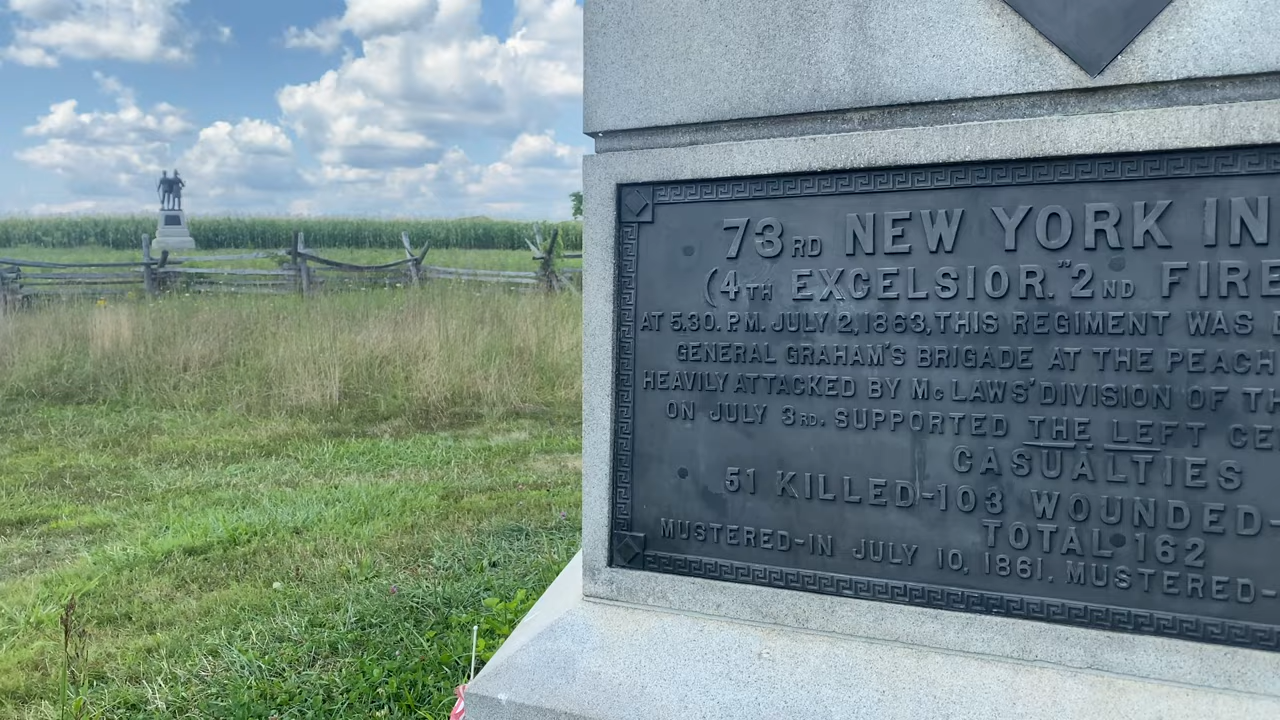 73RD NEW YORK IN
(4TH EXCELSIOR." 2ND FIRE
AT 5.30. P.M. JULY 2, 1863, THIS REGIMENT WAS
GENERAL GRAHAM'S BRIGADE AT THE PEACH
HEAVILY ATTACKED BY McLAWS' DIVISION OF TH
ON JULY 3RD. SUPPORTED THE LEFT CE
CASUALTIES
51 KILLED-103 WOUNDED-
TOTAL 162
MUSTERED-IN JULY 10, 1861. MUSTERED-